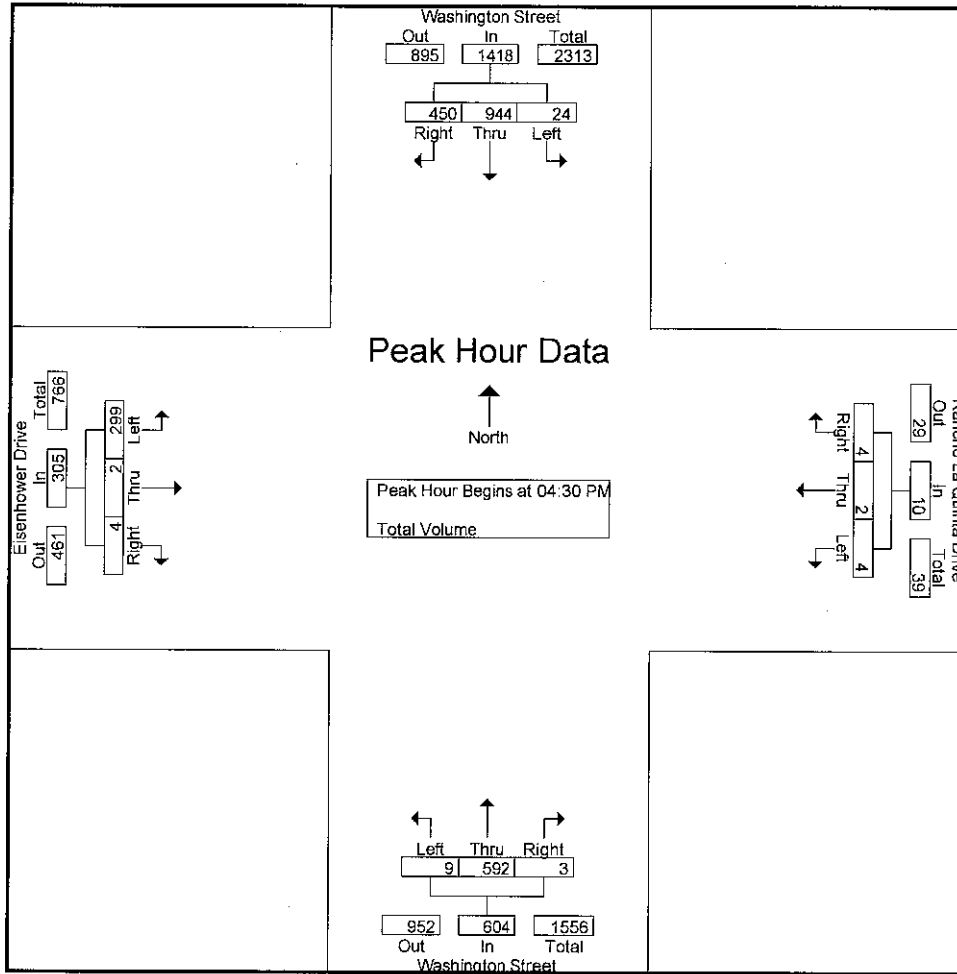 Washington Street
Out In Total
895 1418 2313
450 944 24
Right Thru Left
Peak Hour Data
North
Peak Hour Begins at 04:30 PM
Total Volume
Eisenhower Drive
Out In Total
461 305 766
299 2 4
Left Thru Right
Right Thru Left
4 2 4
Out In Total
29 10 39
La Quinta Drive
Left Thru Right
9 592 3
952 604 1556
Out In Total
Washington Street